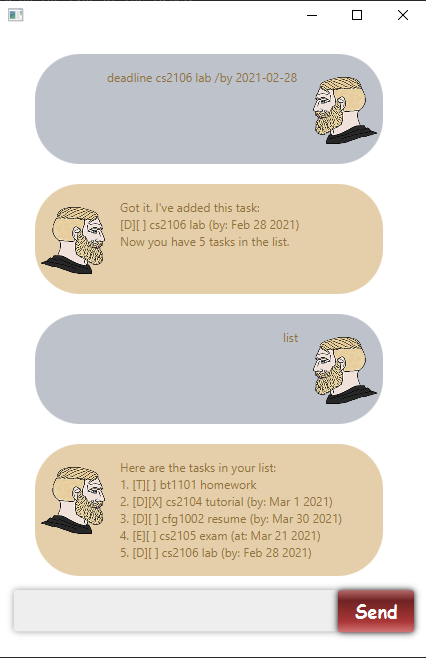 deadline cs2106 lab /by 2021-02-28
Got it. I've added this task:
[D][ ] cs2106 lab (by: Feb 28 2021)
Now you have 5 tasks in the list.
list
Here are the tasks in your list:
1. [T][ ] bt1101 homework
2. [D][X] cs2104 tutorial (by: Mar 1 2021)
3. [D][ ] cfg1002 resume (by: Mar 30 2021)
4. [E][ ] cs2105 exam (at: Mar 21 2021)
5. [D][ ] cs2106 lab (by: Feb 28 2021)
Send